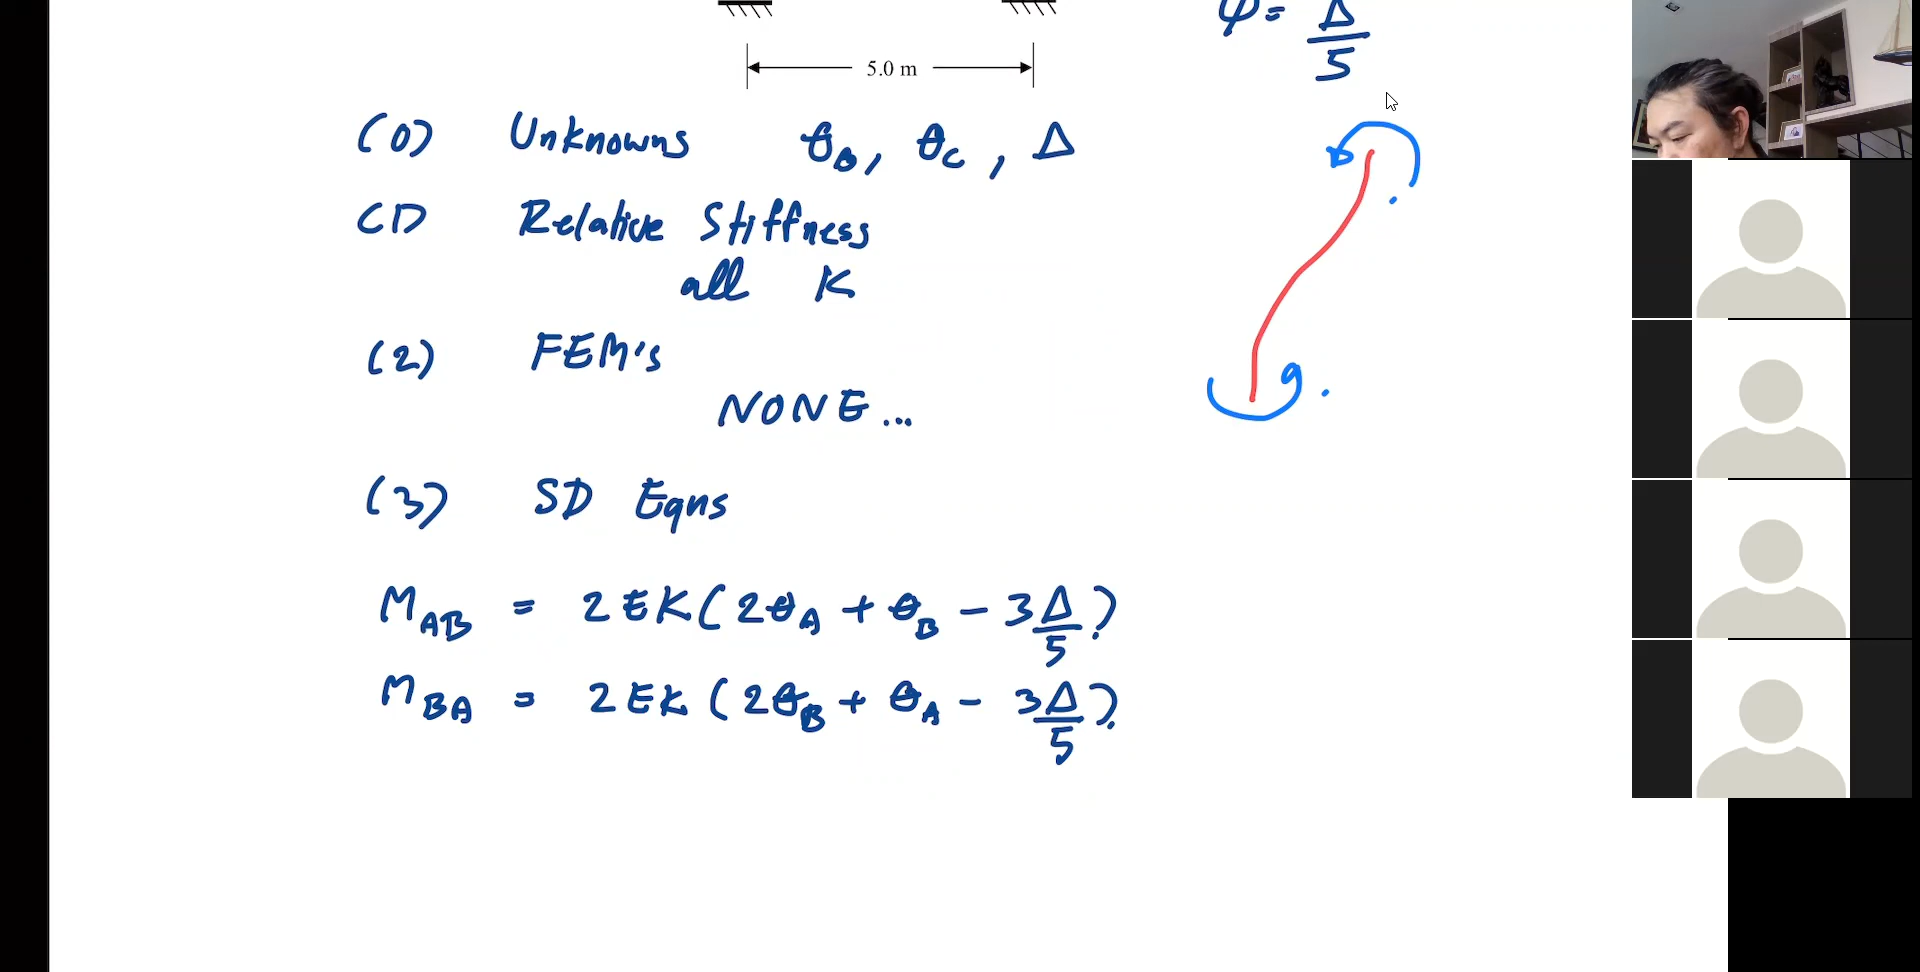 ψ = Δ/5
5.0 m
(0) Unknowns θB, θC, Δ
(1) Relative Stiffness
all K
(2) FEM's
NONE...
(3) SD Eqns
MAB = 2EK(2θA + θB - 3Δ/5)
MBA = 2EK(2θB + θA - 3Δ/5)